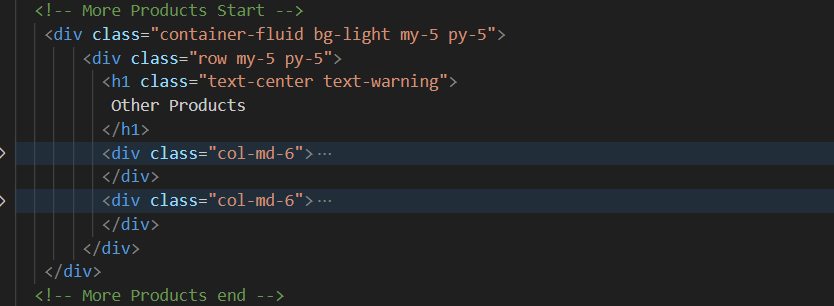 <!-- More Products Start -->
<div class="container-fluid bg-light my-5 py-5">
<div class="row my-5 py-5">
<h1 class="text-center text-warning">
Other Products
</h1>
<div class="col-md-6">…
</div>
<div class="col-md-6">…
</div>
</div>
</div>
<!-- More Products end -->